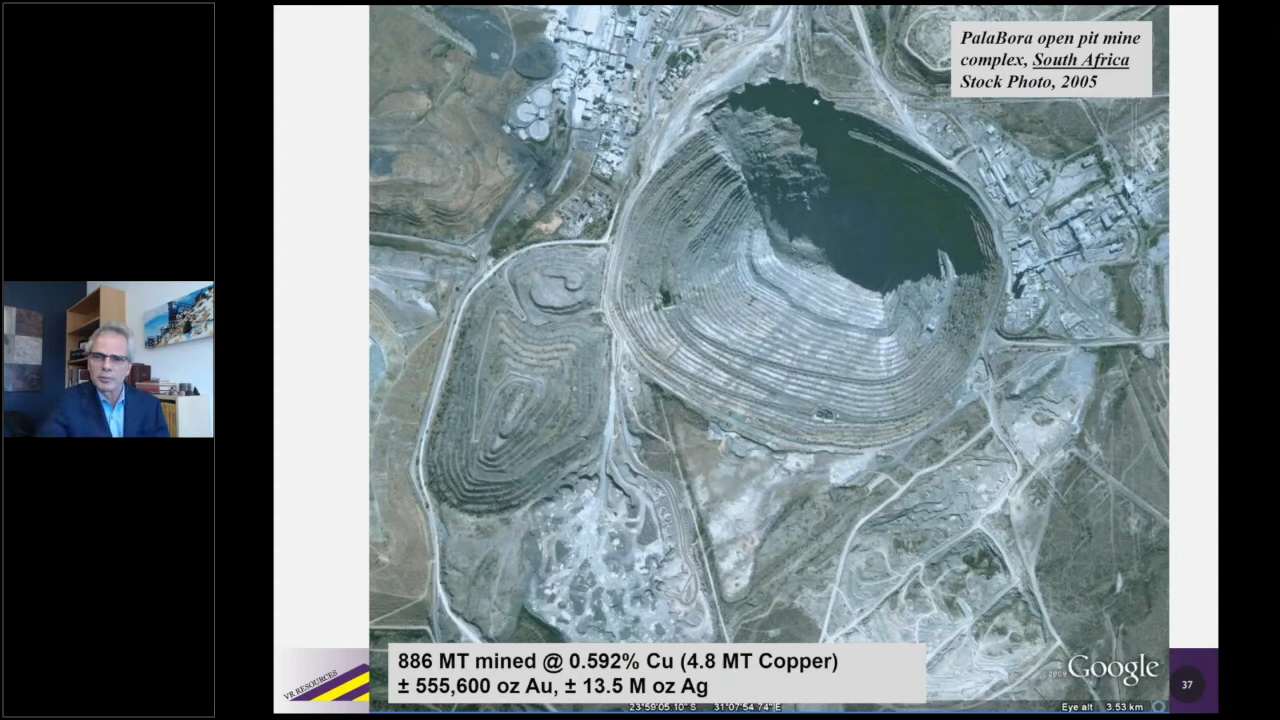 PalaBora open pit mine
complex, South Africa
Stock Photo, 2005
886 MT mined @ 0.592% Cu (4.8 MT Copper)
± 555,600 oz Au, ± 13.5 M oz Ag
VR RESOURCES
Google
37
23°59'05.10" S 31°07'54.74" E
Eye alt 3.53 km